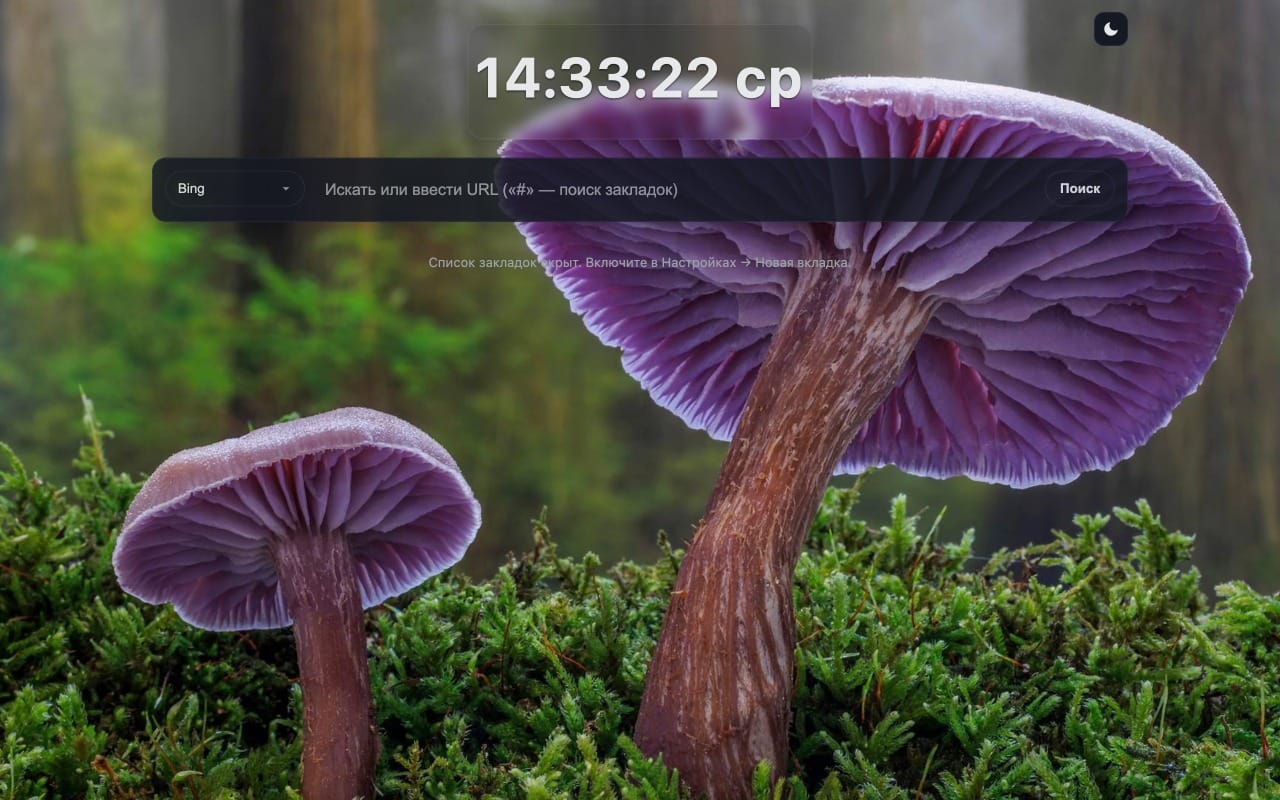 14:33:22 ср
Bing
Искать или ввести URL («#» — поиск закладок)
Поиск
Список закладок скрыт. Включите в Настройках → Новая вкладка.